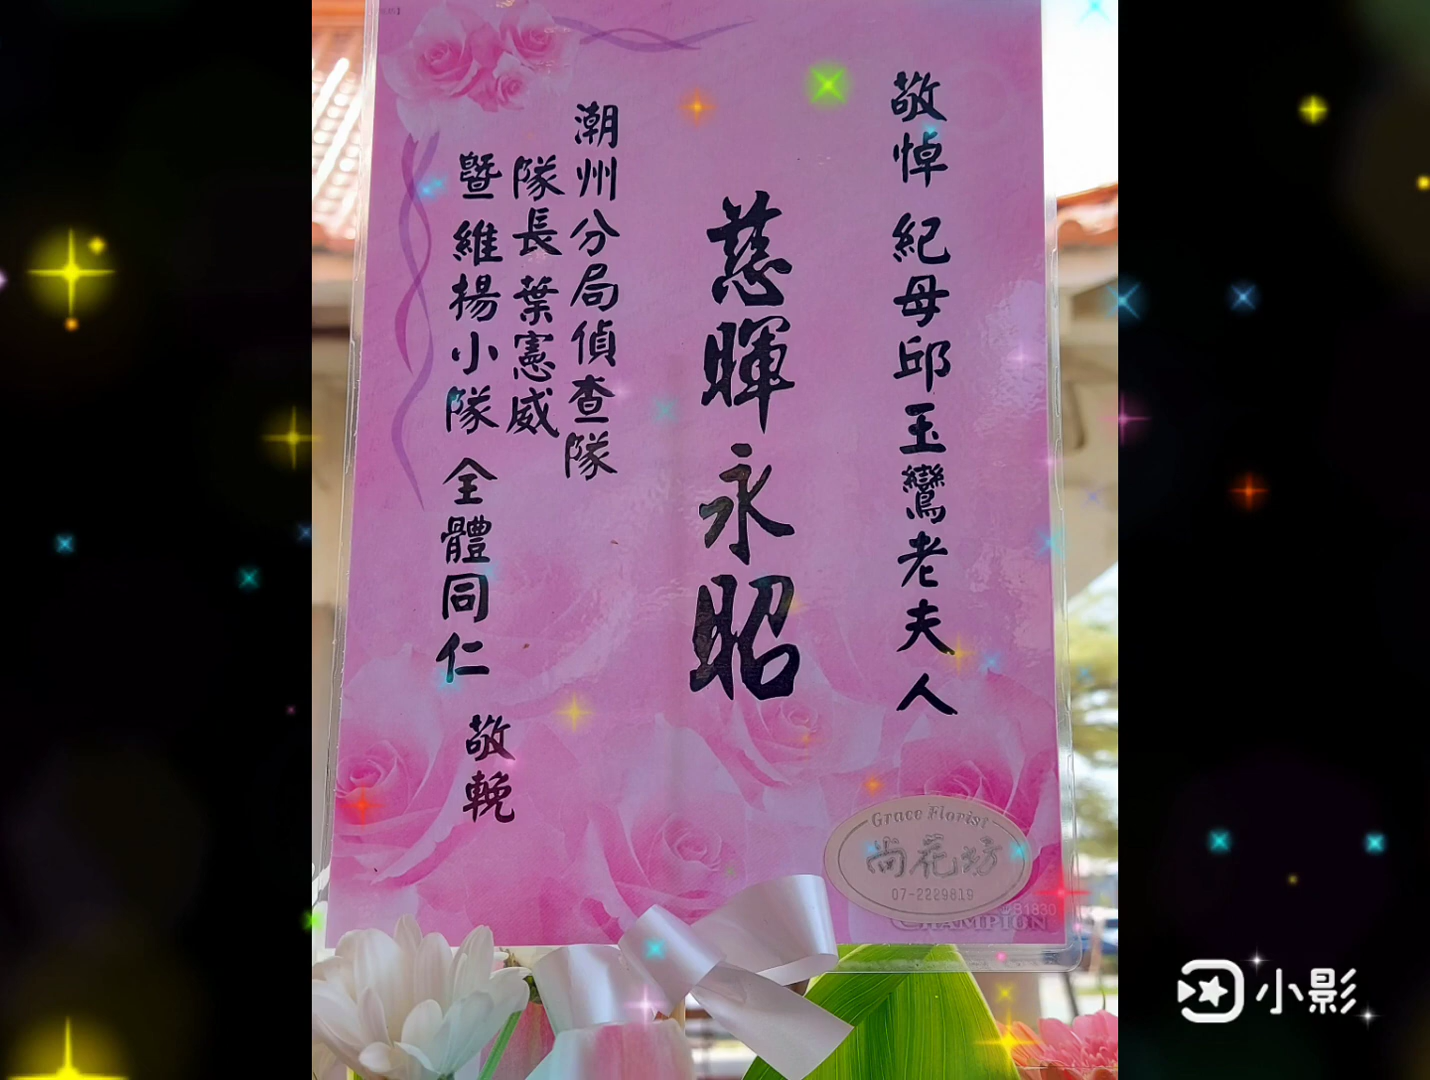 敬悼 紀母邱玉鸞老夫人
慈暉永昭
潮州分局偵查隊
隊長葉憲威
暨維揚小隊 全體同仁
敬輓
Grace Florist
尚花坊
07-2229819
CHAMPION
小影